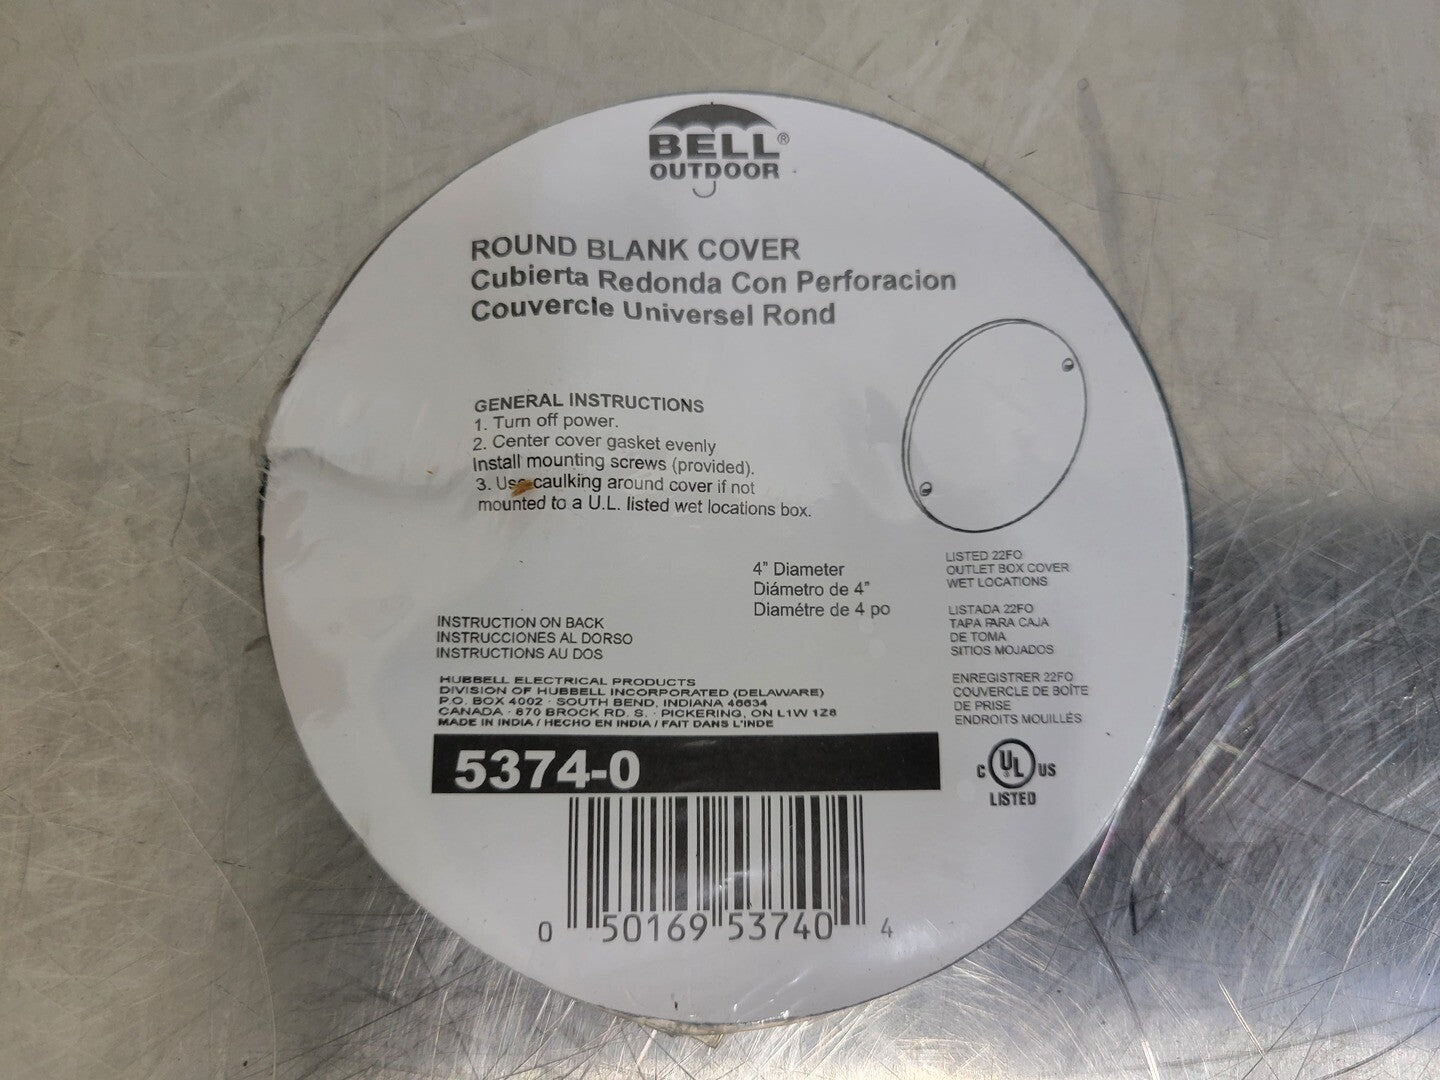 BELL®
OUTDOOR
ROUND BLANK COVER
Cubierta Redonda Con Perforacion
Couvercle Universel Rond
GENERAL INSTRUCTIONS
1. Turn off power.
2. Center cover gasket evenly
Install mounting screws (provided).
3. Use caulking around cover if not
mounted to a U.L. listed wet locations box.
4" Diameter
Diámetro de 4"
Diamétre de 4 po
LISTED 22FO
OUTLET BOX COVER
WET LOCATIONS
LISTADA 22FO
TAPA PARA CAJA
DE TOMA
SITIOS MOJADOS
ENREGISTRER 22FO
COUVERCLE DE BOÎTE
DE PRISE
ENDROITS MOUILLÉS
INSTRUCTION ON BACK
INSTRUCCIONES AL DORSO
INSTRUCTIONS AU DOS
HUBBELL ELECTRICAL PRODUCTS
DIVISION OF HUBBELL INCORPORATED (DELAWARE)
P.O. BOX 4002 · SOUTH BEND, INDIANA 46634
CANADA · 870 BROCK RD. S. · PICKERING, ON L1W 1Z8
MADE IN INDIA / HECHO EN INDIA / FAIT DANS L'INDE
5374-0
C UL US
LISTED
0 50169 53740 4